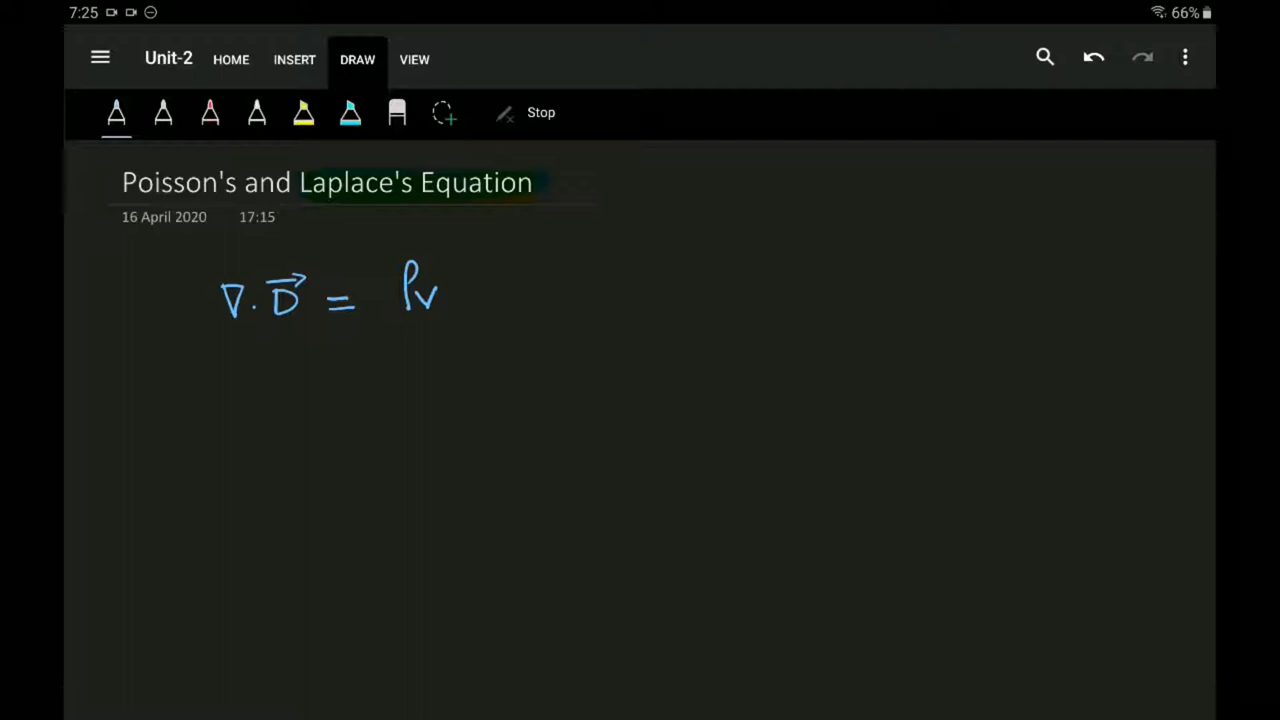 7:25 66%
Unit-2 HOME INSERT DRAW VIEW
Stop
Poisson's and Laplace's Equation
16 April 2020 17:15
∇. D⃗ = ρv